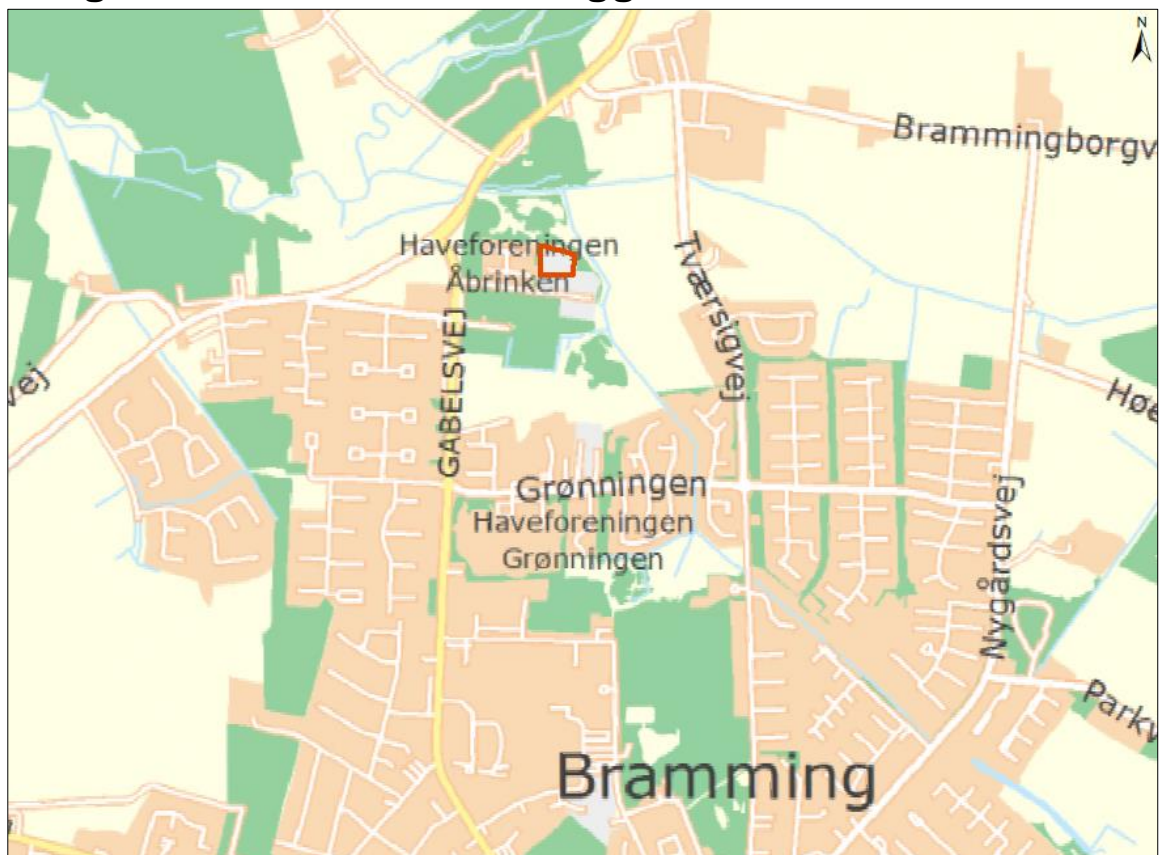 N
Brammingborgv
Haveforeningen
Åbrinken
Tværsigvej
vej
GABELSVEJ
Høe
Grønningen
Haveforeningen
Grønningen
Nygårdsvej
Parkv
Bramming